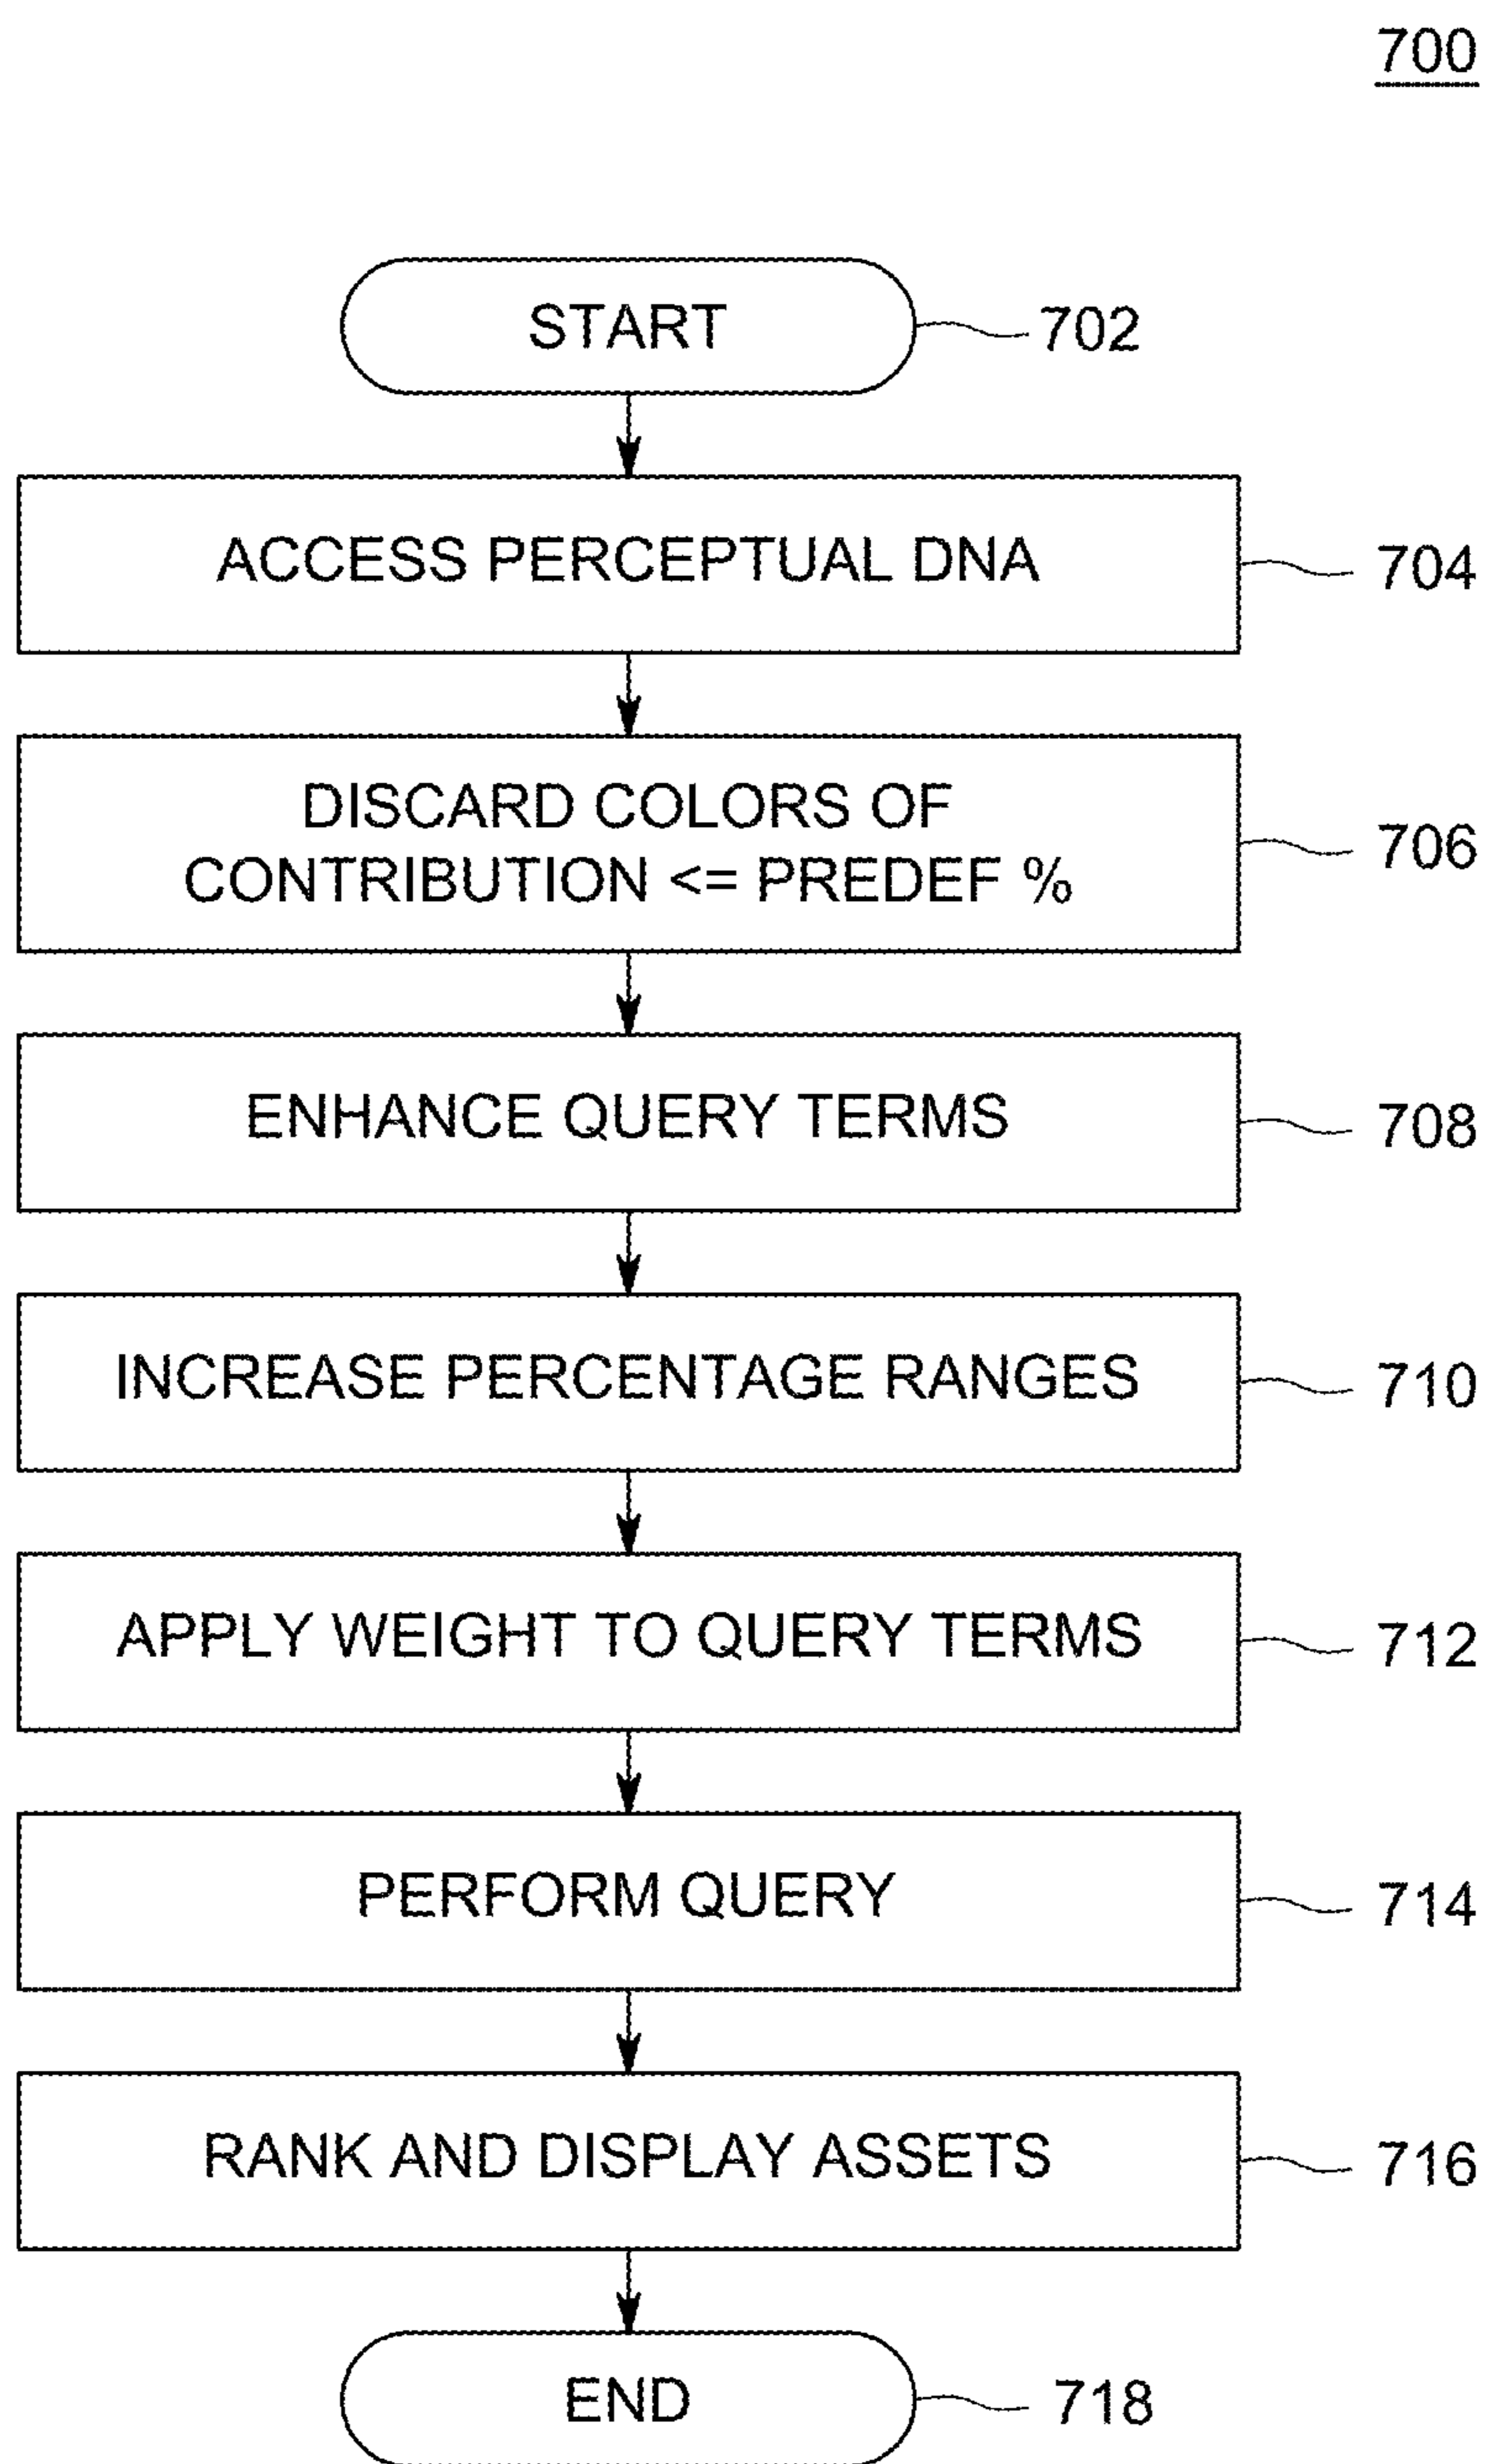 700
START
702
ACCESS PERCEPTUAL DNA
704
DISCARD COLORS OF
CONTRIBUTION <= PREDEF %
706
ENHANCE QUERY TERMS
708
INCREASE PERCENTAGE RANGES
710
APPLY WEIGHT TO QUERY TERMS
712
PERFORM QUERY
714
RANK AND DISPLAY ASSETS
716
END
718